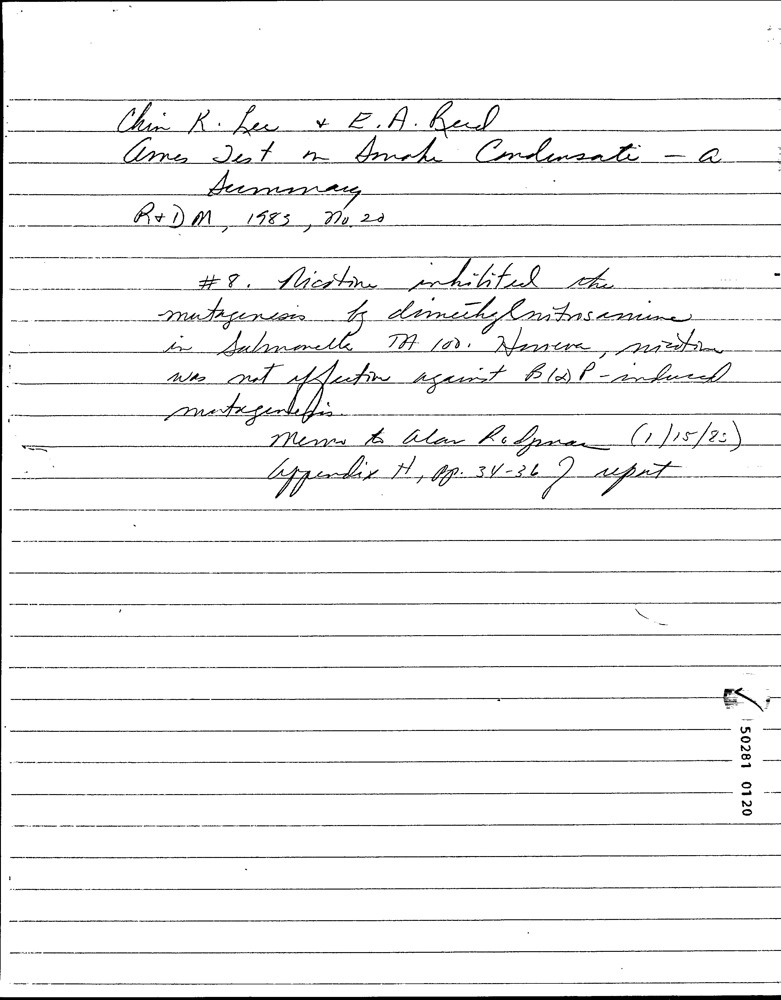 Chin K. Lee & E.A. Reed
Ames Test on Smoke Condensate - a
Summary
R+DM, 1983, No. 20
#8. Nicotine inhibited the
mutagenesis by dimethylnitrosamine
in Salmonella TA 100. However, nicotine
was not effective against B(a)P-induced
mutagenesis.
Memo to Alan Rodgman (1/15/83)
Appendix H, pp. 34-36 of report
50281 0120